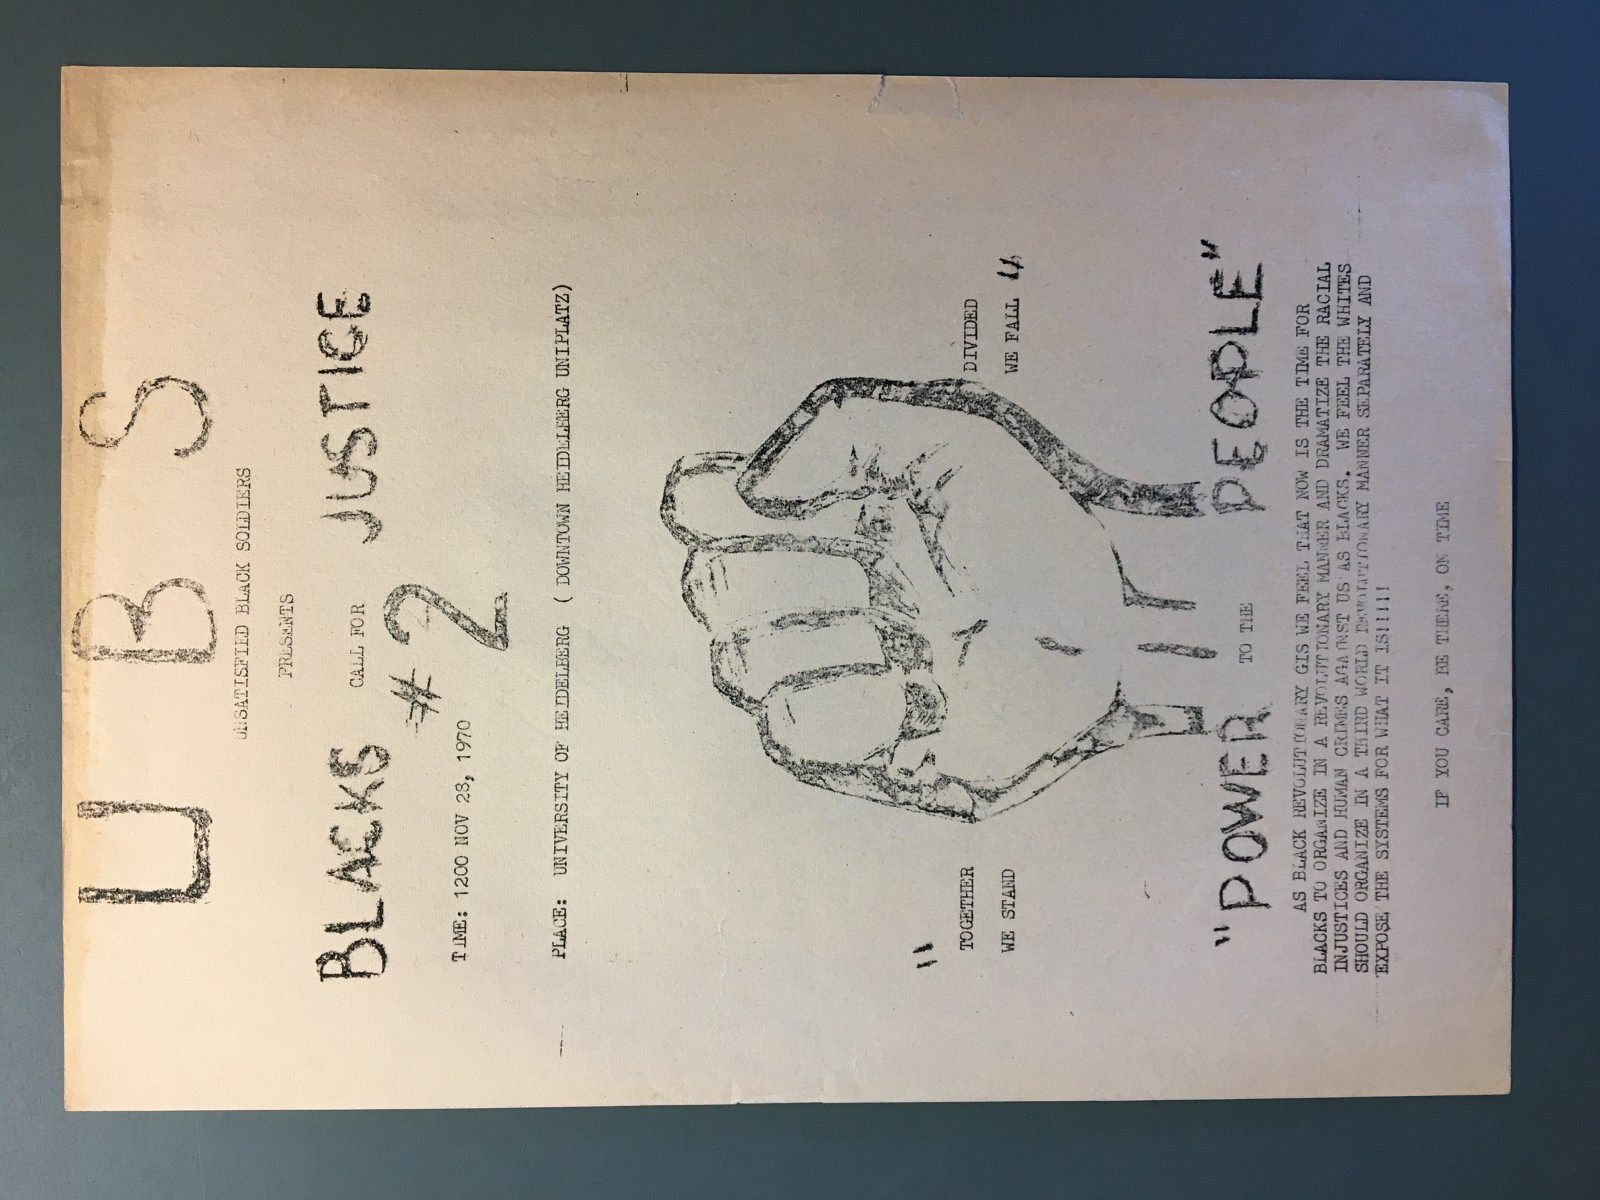 U B S
UNSATISFIED BLACK SOLDIERS
PRESENTS
BLACKS CALL FOR JUSTICE
# 2
TIME: 1200 NOV 28, 1970
PLACE: UNIVERSITY OF HEIDELBERG ( DOWNTOWN HEIDELBERG UNIPLATZ)
"
TOGETHER DIVIDED
WE STAND WE FALL "
"POWER TO THE PEOPLE"
AS BLACK REVOLUTIONARY GIS WE FEEL THAT NOW IS THE TIME FOR
BLACKS TO ORGANIZE IN A REVOLUTIONARY MANNER AND DRAMATIZE THE RACIAL
INJUSTICES AND HUMAN CRIMES AGAINST US AS BLACKS. WE FEEL THE WHITES
SHOULD ORGANIZE IN A THIRD WORLD REVOLUTIONARY MANNER SEPARATELY AND
EXPOSE THE SYSTEMS FOR WHAT IT IS!!!!!
IF YOU CARE, BE THERE, ON TIME